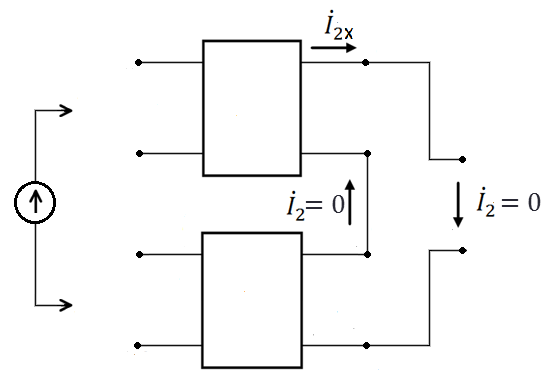 İ₂ₓ
İ₂= 0
İ₂ = 0